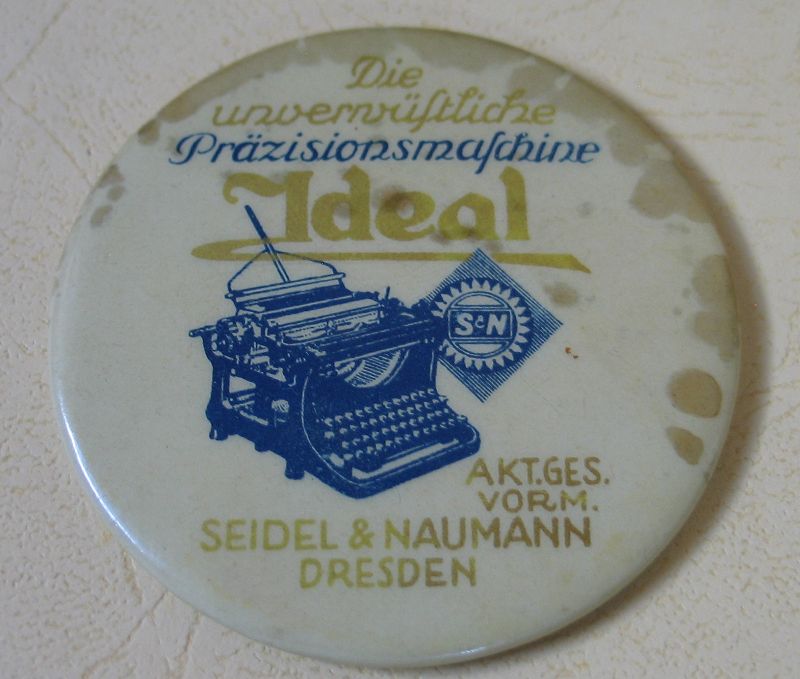 Die
unverwüſtliche
Präziſionsmaſchine
Ideal
S&N
AKT.GES.
VORM.
SEIDEL & NAUMANN
DRESDEN